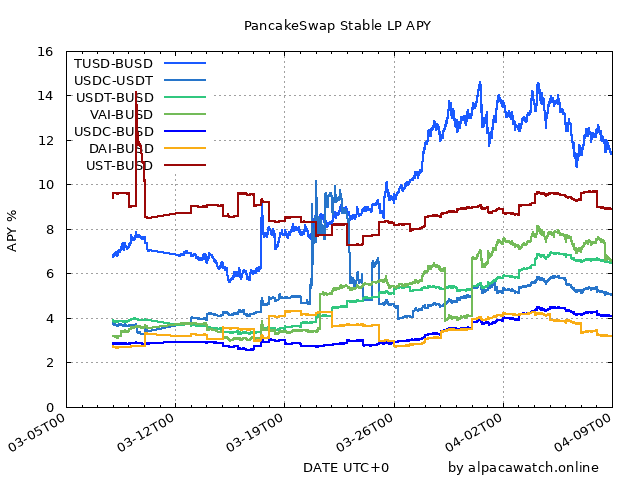 PancakeSwap Stable LP APY
16
14
12
10
8
6
4
2
0
APY %
TUSD-BUSD
USDC-USDT
USDT-BUSD
VAI-BUSD
USDC-BUSD
DAI-BUSD
UST-BUSD
03-05T00
03-12T00
03-19T00
03-26T00
04-02T00
04-09T00
DATE UTC+0
by alpacawatch.online